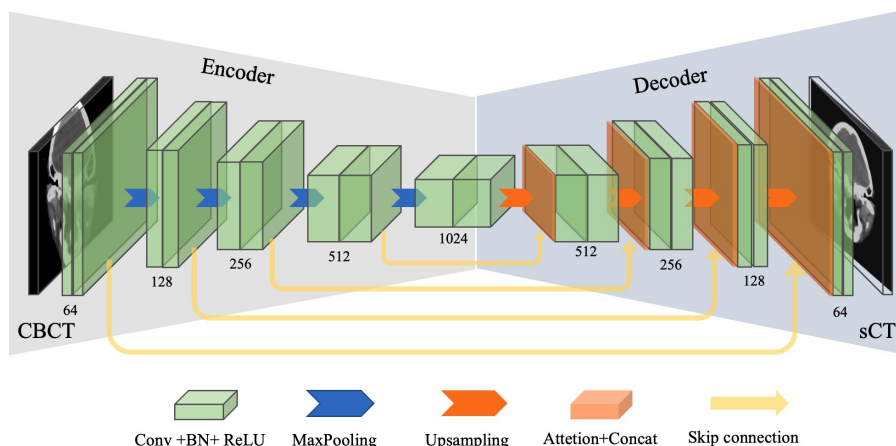 Encoder
Decoder
64
128
256
512
1024
512
256
128
64
CBCT
sCT
Conv +BN+ ReLU
MaxPooling
Upsampling
Attetion+Concat
Skip connection